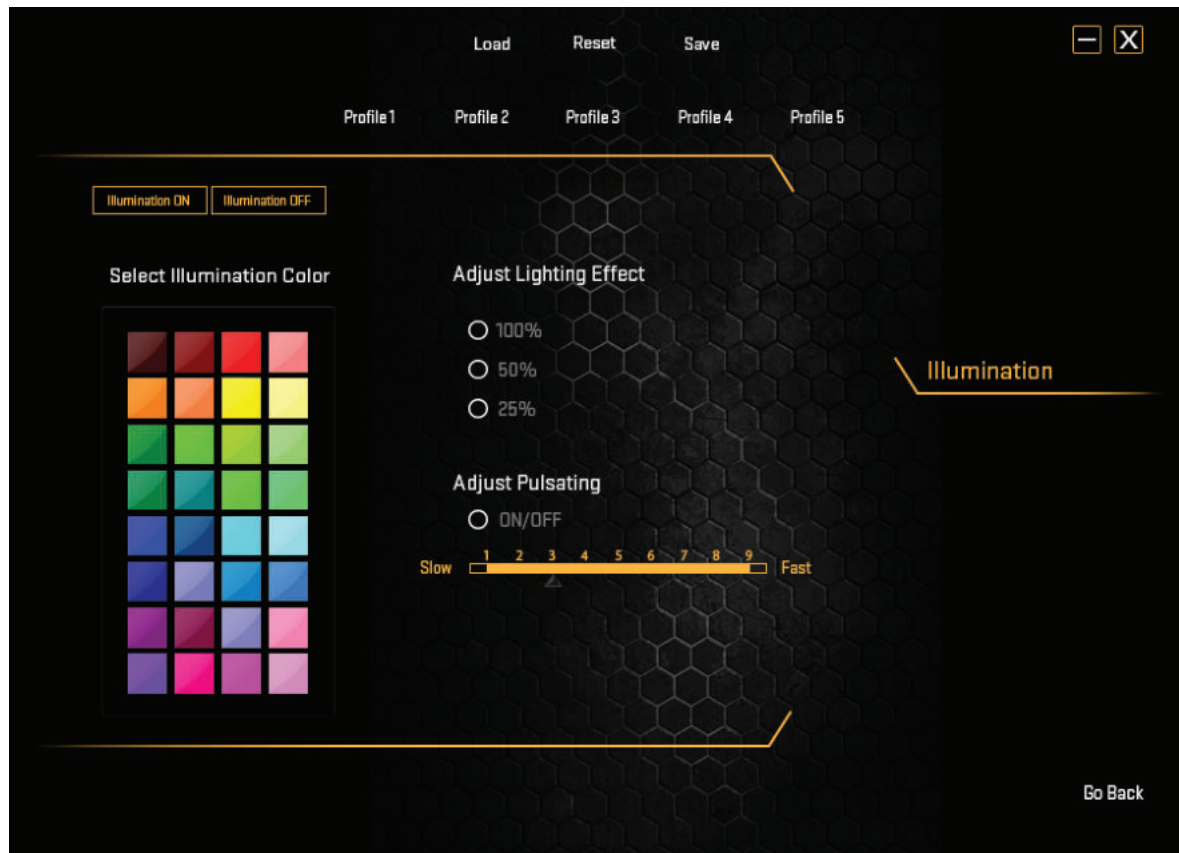 Load Reset Save
X
Profile 1 Profile 2 Profile 3 Profile 4 Profile 5
Illumination ON Illumination OFF
Select Illumination Color
Adjust Lighting Effect
100%
50%
25%
Illumination
Adjust Pulsating
ON/OFF
1 2 3 4 5 6 7 8 9
Slow Fast
Go Back